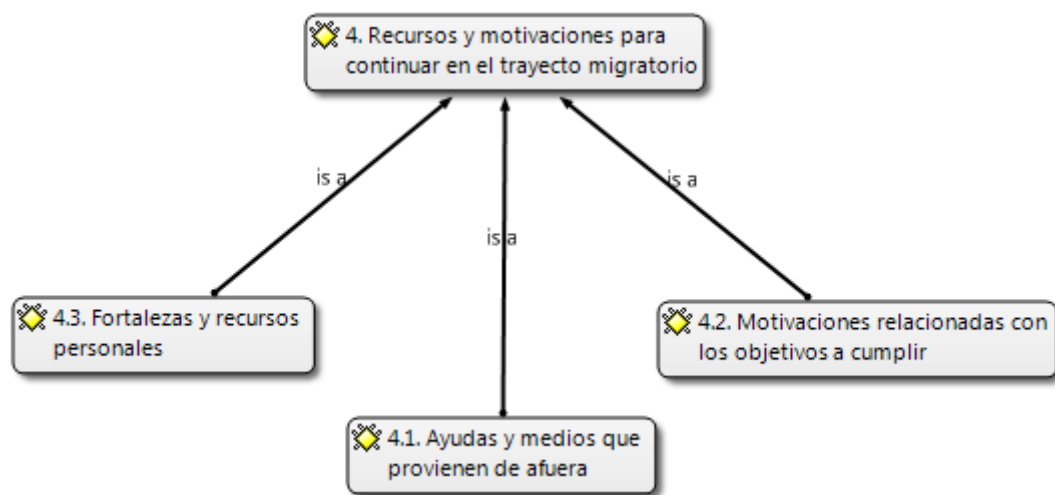 4. Recursos y motivaciones para
continuar en el trayecto migratorio
is a
is a
is a
4.3. Fortalezas y recursos
personales
4.2. Motivaciones relacionadas con
los objetivos a cumplir
4.1. Ayudas y medios que
provienen de afuera